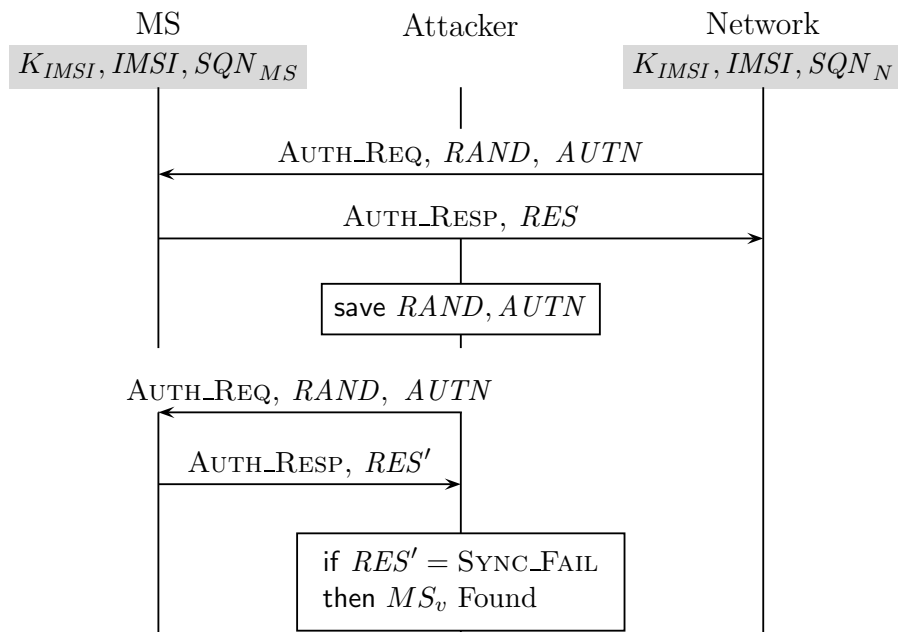 MS Attacker Network
K_IMSI, IMSI, SQN_MS K_IMSI, IMSI, SQN_N
AUTH_REQ, RAND, AUTN
AUTH_RESP, RES
save RAND, AUTN
AUTH_REQ, RAND, AUTN
AUTH_RESP, RES′
if RES′ = SYNC_FAIL
then MS_v Found